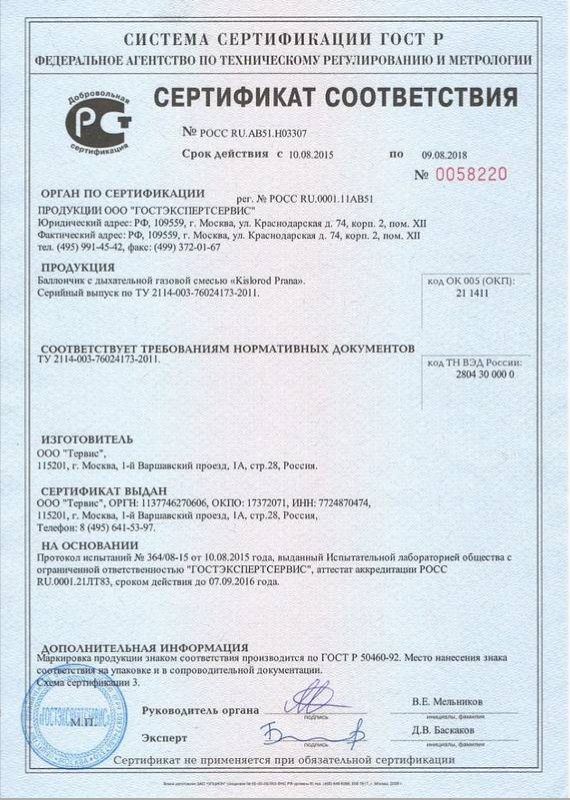 СИСТЕМА СЕРТИФИКАЦИИ ГОСТ Р
ФЕДЕРАЛЬНОЕ АГЕНТСТВО ПО ТЕХНИЧЕСКОМУ РЕГУЛИРОВАНИЮ И МЕТРОЛОГИИ
Добровольная
РСТ
сертификация
СЕРТИФИКАТ СООТВЕТСТВИЯ
№ РОСС RU.АВ51.Н03307
Срок действия с 10.08.2015 по 09.08.2018
№ 0058220
ОРГАН ПО СЕРТИФИКАЦИИ рег. № РОСС RU.0001.11АВ51
ПРОДУКЦИИ ООО "ГОСТЭКСПЕРТСЕРВИС"
Юридический адрес: РФ, 109559, г. Москва, ул. Краснодарская д. 74, корп. 2, пом. XII
Фактический адрес: РФ, 109559, г. Москва, ул. Краснодарская д. 74, корп. 2, пом. XII
тел. (495) 991-45-42, факс: (499) 372-01-67
ПРОДУКЦИЯ
Баллончик с дыхательной газовой смесью «Kislorod Prana».
Серийный выпуск по ТУ 2114-003-76024173-2011.
код ОК 005 (ОКП):
21 1411
СООТВЕТСТВУЕТ ТРЕБОВАНИЯМ НОРМАТИВНЫХ ДОКУМЕНТОВ
ТУ 2114-003-76024173-2011.
код ТН ВЭД России:
2804 30 000 0
ИЗГОТОВИТЕЛЬ
ООО "Тервис",
115201, г. Москва, 1-й Варшавский проезд, 1А, стр.28, Россия.
СЕРТИФИКАТ ВЫДАН
ООО "Тервис", ОРГН: 1137746270606, ОКПО: 17372071, ИНН: 7724870474,
115201, г. Москва, 1-й Варшавский проезд, 1А, стр.28, Россия,
Телефон: 8 (495) 641-53-97.
НА ОСНОВАНИИ
Протокол испытаний № 364/08-15 от 10.08.2015 года, выданный Испытательной лабораторией общества с
ограниченной ответственностью "ГОСТЭКСПЕРТСЕРВИС", аттестат аккредитации РОСС
RU.0001.21ЛТ83, сроком действия до 07.09.2016 года.
ДОПОЛНИТЕЛЬНАЯ ИНФОРМАЦИЯ
Маркировка продукции знаком соответствия производится по ГОСТ Р 50460-92. Место нанесения знака
соответствия на упаковке и в сопроводительной документации.
Схема сертификации 3.
"ГОСТЭКСПЕРТСЕРВИС"
М.П.
Руководитель органа
подпись
В.Е. Мельников
инициалы, фамилия
Эксперт
подпись
Д.В. Баскаков
инициалы, фамилия
Сертификат не применяется при обязательной сертификации